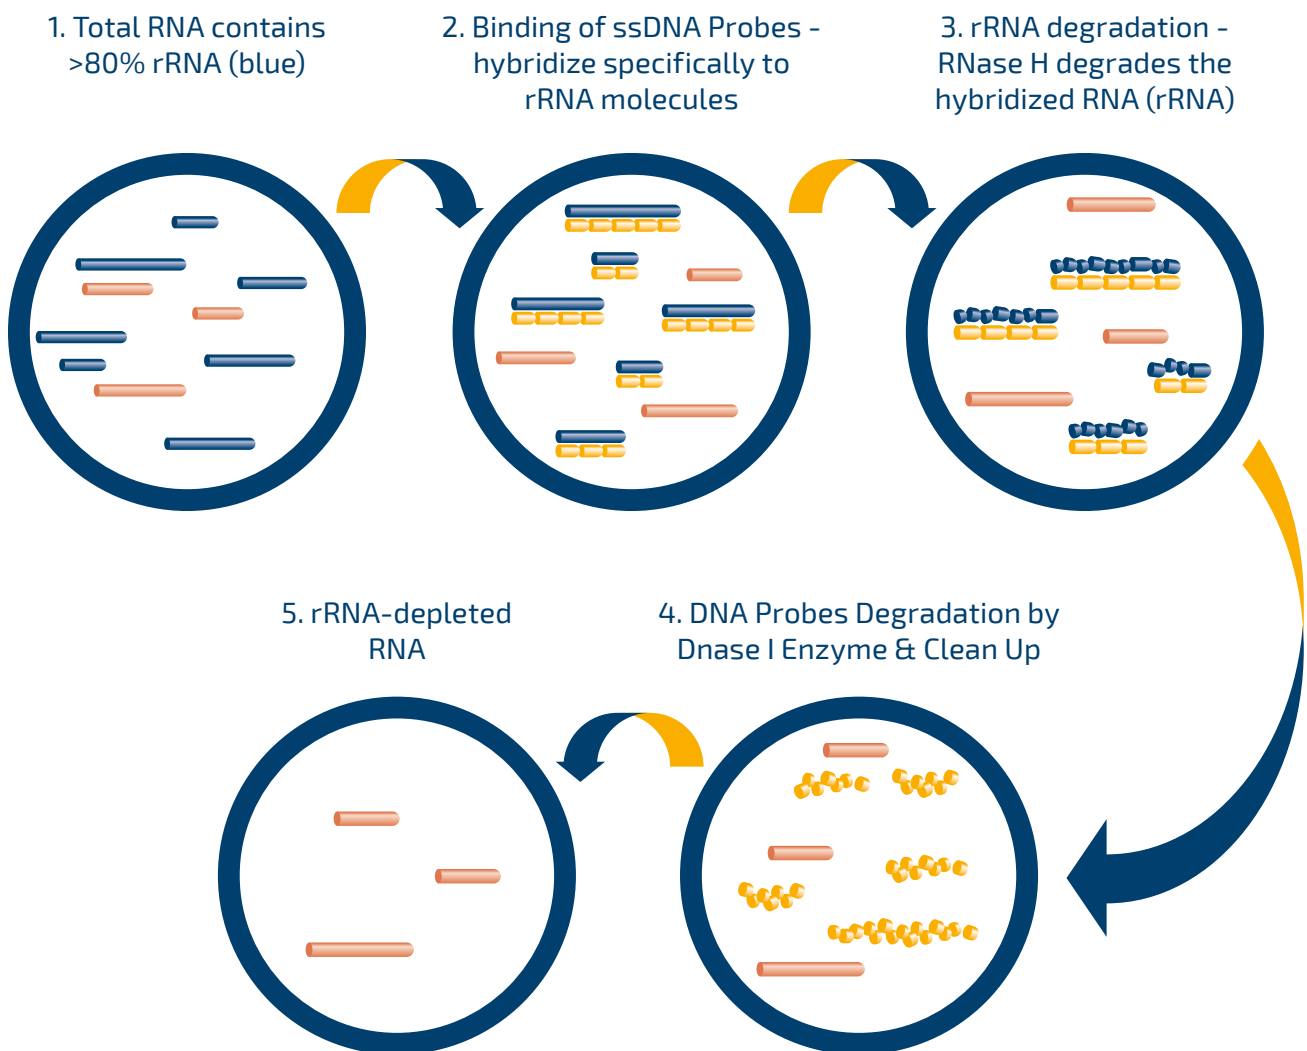 1. Total RNA contains
>80% rRNA (blue)
2. Binding of ssDNA Probes -
hybridize specifically to
rRNA molecules
3. rRNA degradation -
RNase H degrades the
hybridized RNA (rRNA)
5. rRNA-depleted
RNA
4. DNA Probes Degradation by
Dnase I Enzyme & Clean Up